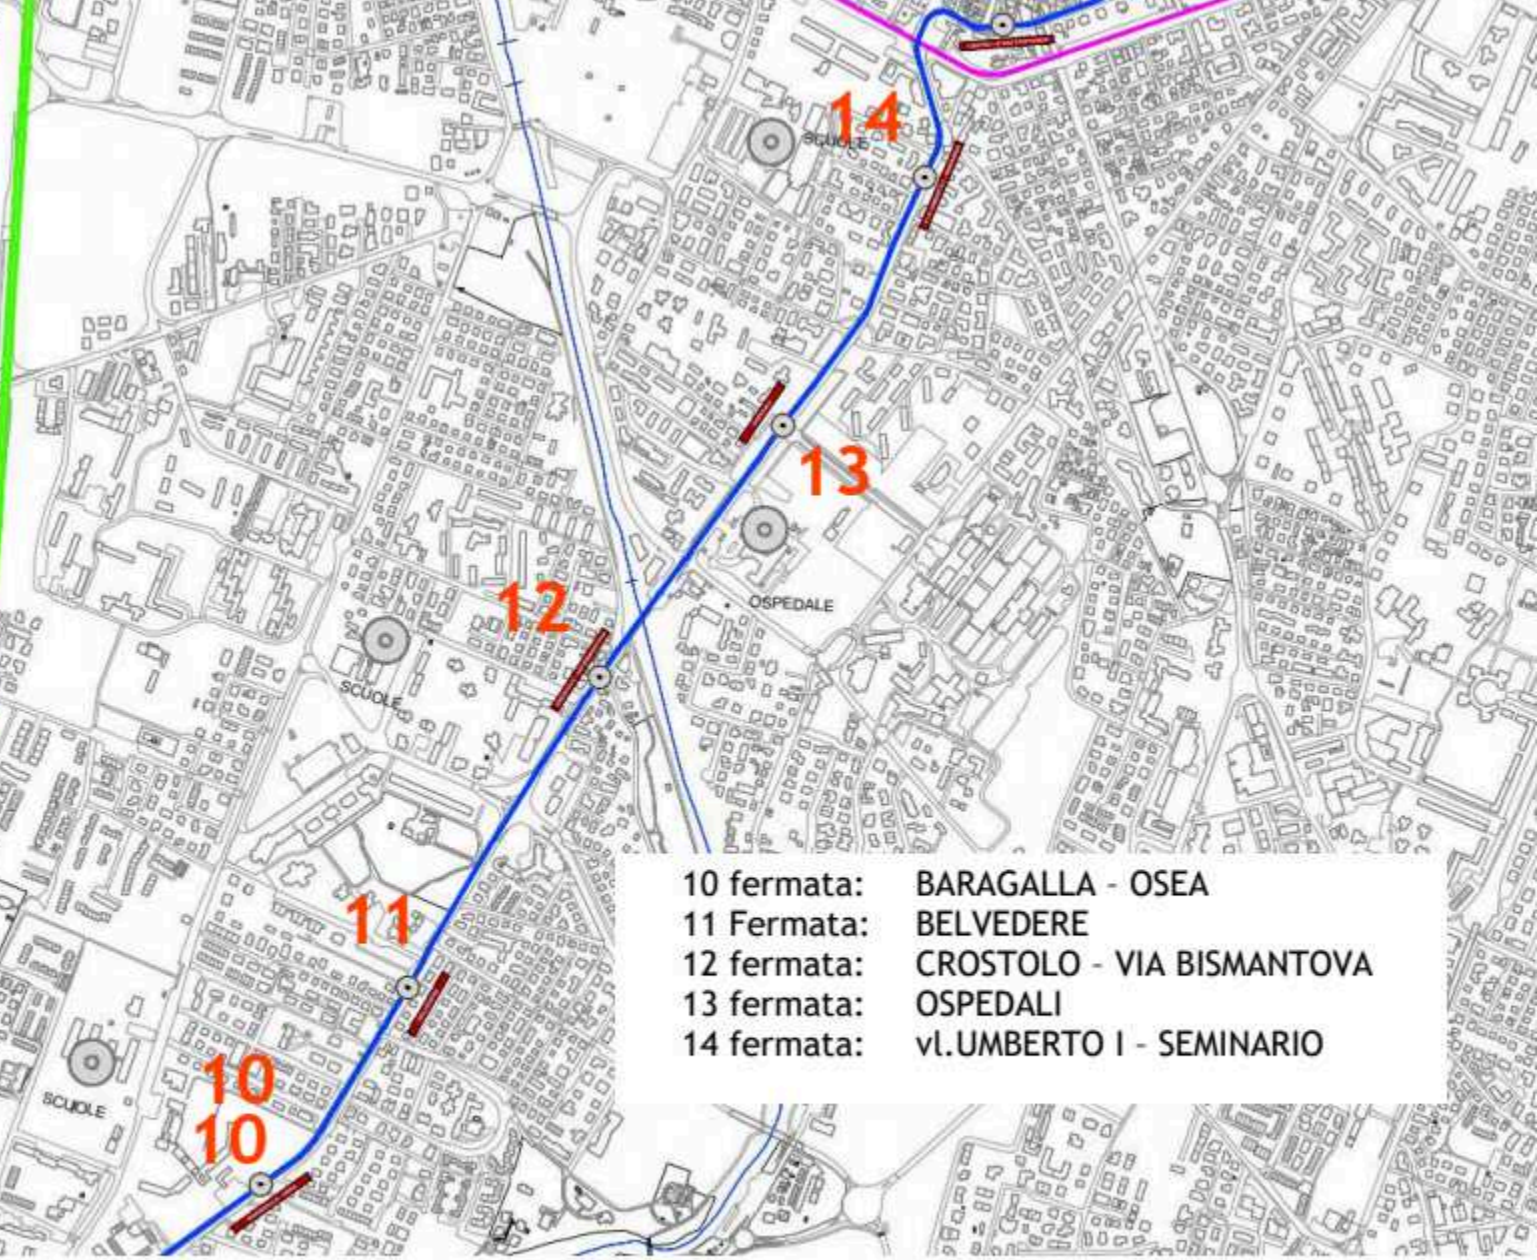 14
SCUOLE
13
12
OSPEDALE
SCUOLE
11
10 fermata: BARAGALLA - OSEA
11 Fermata: BELVEDERE
12 fermata: CROSTOLO - VIA BISMANTOVA
13 fermata: OSPEDALI
14 fermata: vl.UMBERTO I - SEMINARIO
10
SCUOLE
10